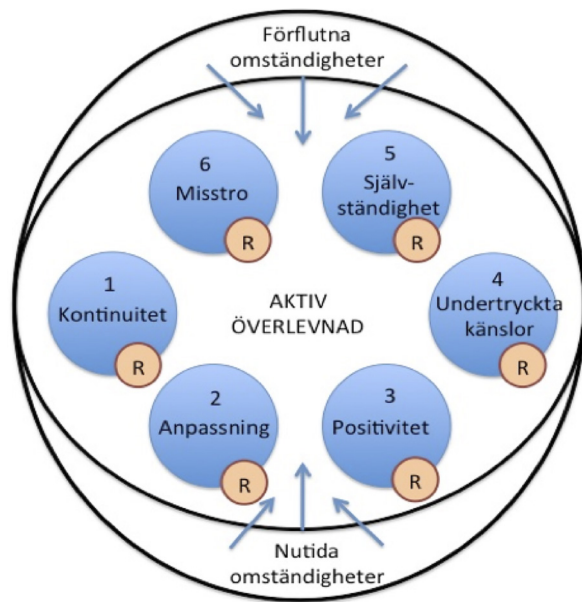 Förflutna
omständigheter
6
Misstro
R
5
Själv-
ständighet
R
1
Kontinuitet
R
AKTIV
ÖVERLEVNAD
4
Undertryckta
känslor
R
2
Anpassning
R
3
Positivitet
R
Nutida
omständigheter